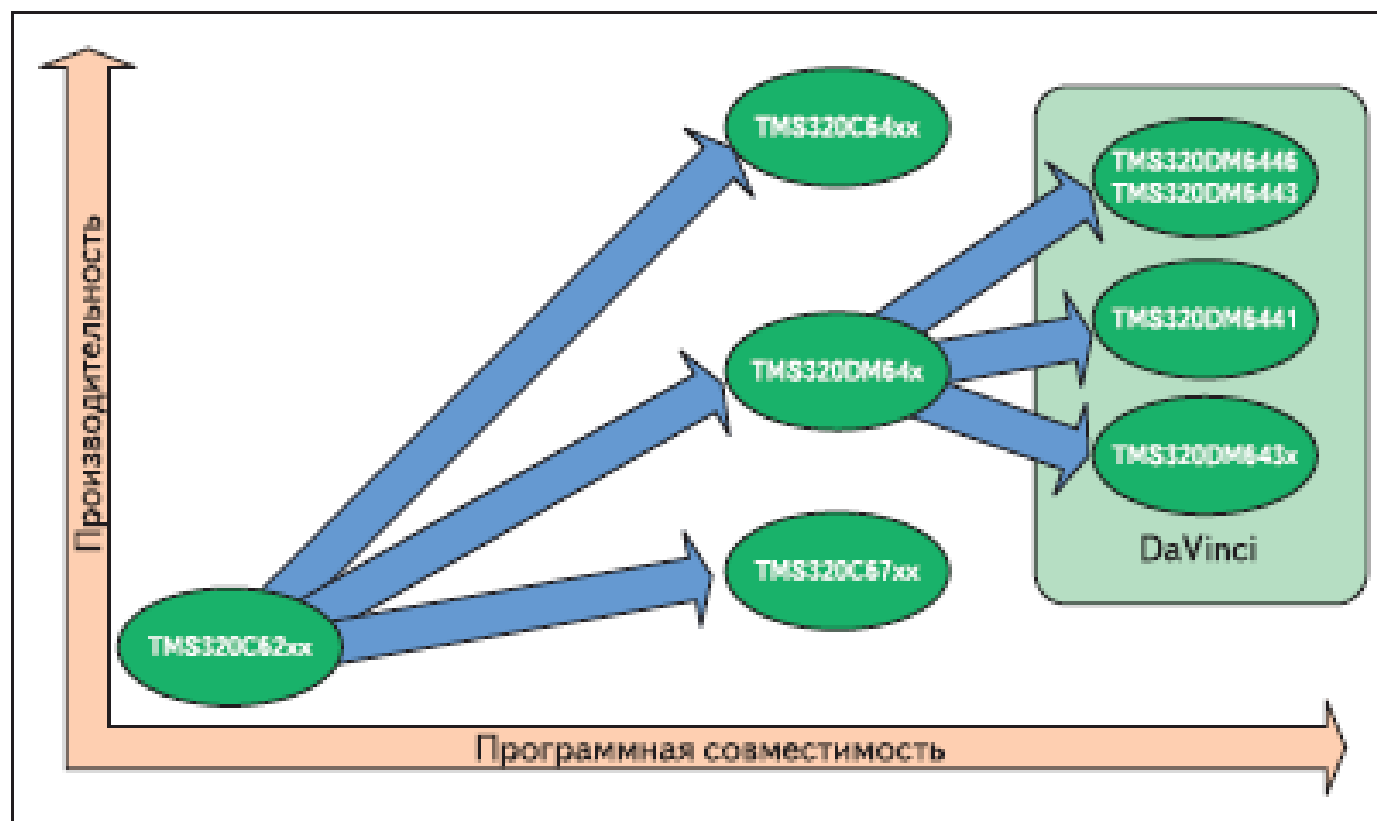 Производительность
TMS320C64xx
TMS320DM6446
TMS320DM6443
TMS320DM6441
TMS320DM64x
TMS320DM643x
DaVinci
TMS320C67xx
TMS320C62xx
Программная совместимость